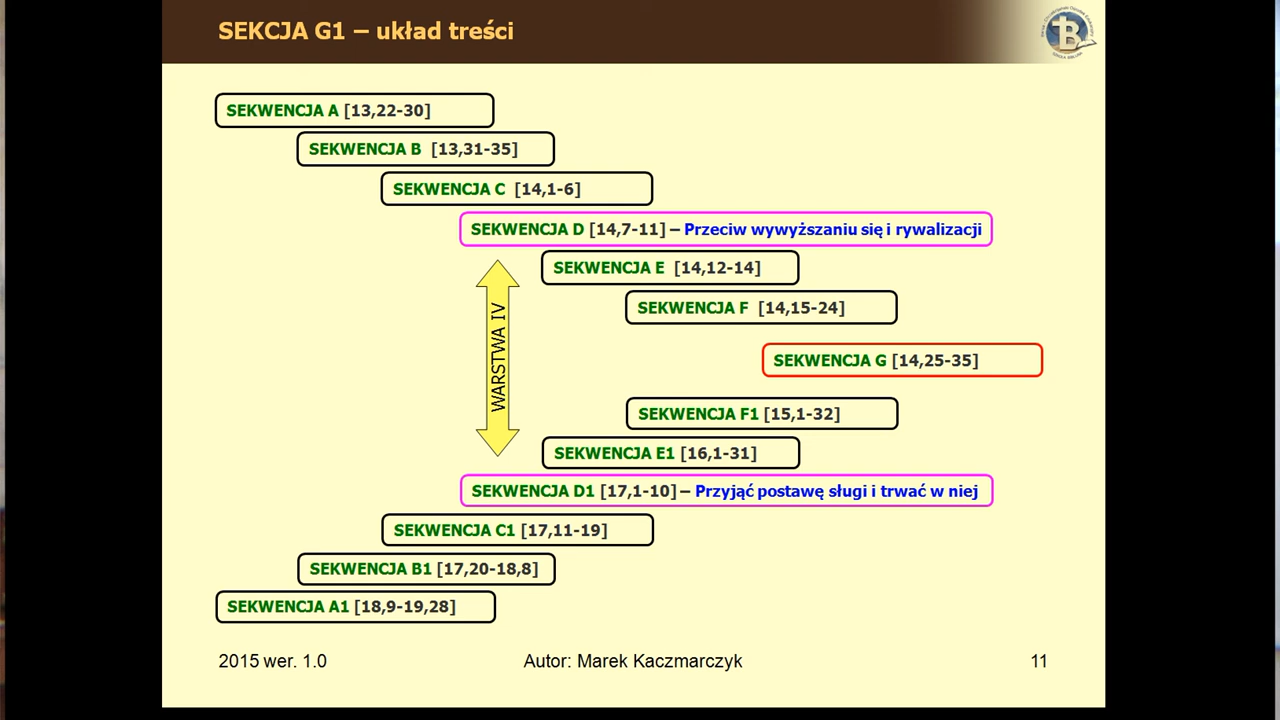 SEKCJA G1 – układ treści
SEKWENCJA A [13,22-30]
SEKWENCJA B [13,31-35]
SEKWENCJA C [14,1-6]
SEKWENCJA D [14,7-11] – Przeciw wywyższaniu się i rywalizacji
SEKWENCJA E [14,12-14]
SEKWENCJA F [14,15-24]
WARSTWA IV
SEKWENCJA G [14,25-35]
SEKWENCJA F1 [15,1-32]
SEKWENCJA E1 [16,1-31]
SEKWENCJA D1 [17,1-10] – Przyjąć postawę sługi i trwać w niej
SEKWENCJA C1 [17,11-19]
SEKWENCJA B1 [17,20-18,8]
SEKWENCJA A1 [18,9-19,28]
2015 wer. 1.0 Autor: Marek Kaczmarczyk 11